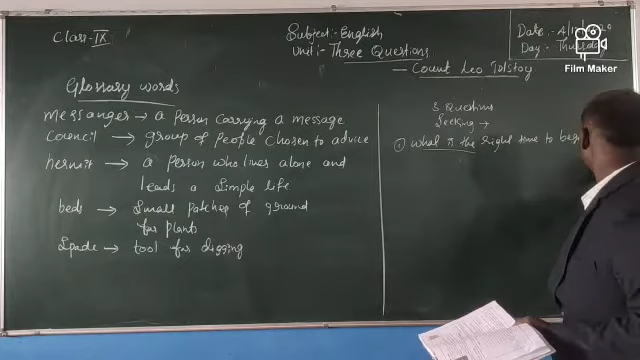 Class - IX
Subject:- English
Unit:- Three Questions
— Count Leo Tolstoy
Date:-
Day:- Thursday
Film Maker
Glossary words
messanger → a person carrying a message
council → group of people chosen to advice
hermit → a person who lives alone and
leads a simple life
beds → small patches of ground
for plants
Spade → tool for digging
3 Questions
Seeking →
① what is the right time to